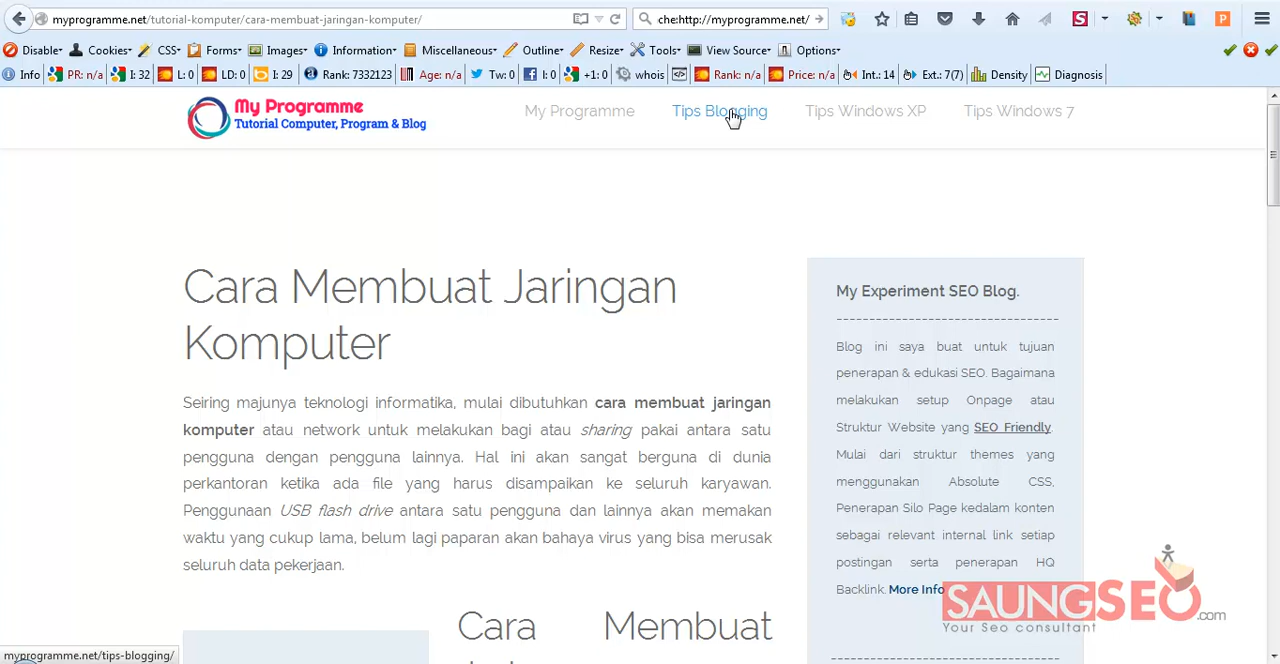 myprogramme.net/tutorial-komputer/cara-membuat-jaringan-komputer/
che:http://myprogramme.net/
Disable Cookies CSS Forms Images Information Miscellaneous Outline Resize Tools View Source Options
Info PR: n/a I: 32 L: 0 LD: 0 I: 29 Rank: 7332123 Age: n/a Tw: 0 I: 0 +1: 0 whois Rank: n/a Price: n/a Int.: 14 Ext.: 7(7) Density Diagnosis
My Programme
Tutorial Computer, Program & Blog
My Programme Tips Blogging Tips Windows XP Tips Windows 7
Cara Membuat Jaringan
Komputer
Seiring majunya teknologi informatika, mulai dibutuhkan cara membuat jaringan
komputer atau network untuk melakukan bagi atau sharing pakai antara satu
pengguna dengan pengguna lainnya. Hal ini akan sangat berguna di dunia
perkantoran ketika ada file yang harus disampaikan ke seluruh karyawan.
Penggunaan USB flash drive antara satu pengguna dan lainnya akan memakan
waktu yang cukup lama, belum lagi paparan akan bahaya virus yang bisa merusak
seluruh data pekerjaan.
Cara Membuat
My Experiment SEO Blog.
Blog ini saya buat untuk tujuan
penerapan & edukasi SEO. Bagaimana
melakukan setup Onpage atau
Struktur Website yang SEO Friendly.
Mulai dari struktur themes yang
menggunakan Absolute CSS,
Penerapan Silo Page kedalam konten
sebagai relevant internal link setiap
postingan serta penerapan HQ
Backlink. More Info
SAUNGSEO.com
Your Seo consultant
myprogramme.net/tips-blogging/